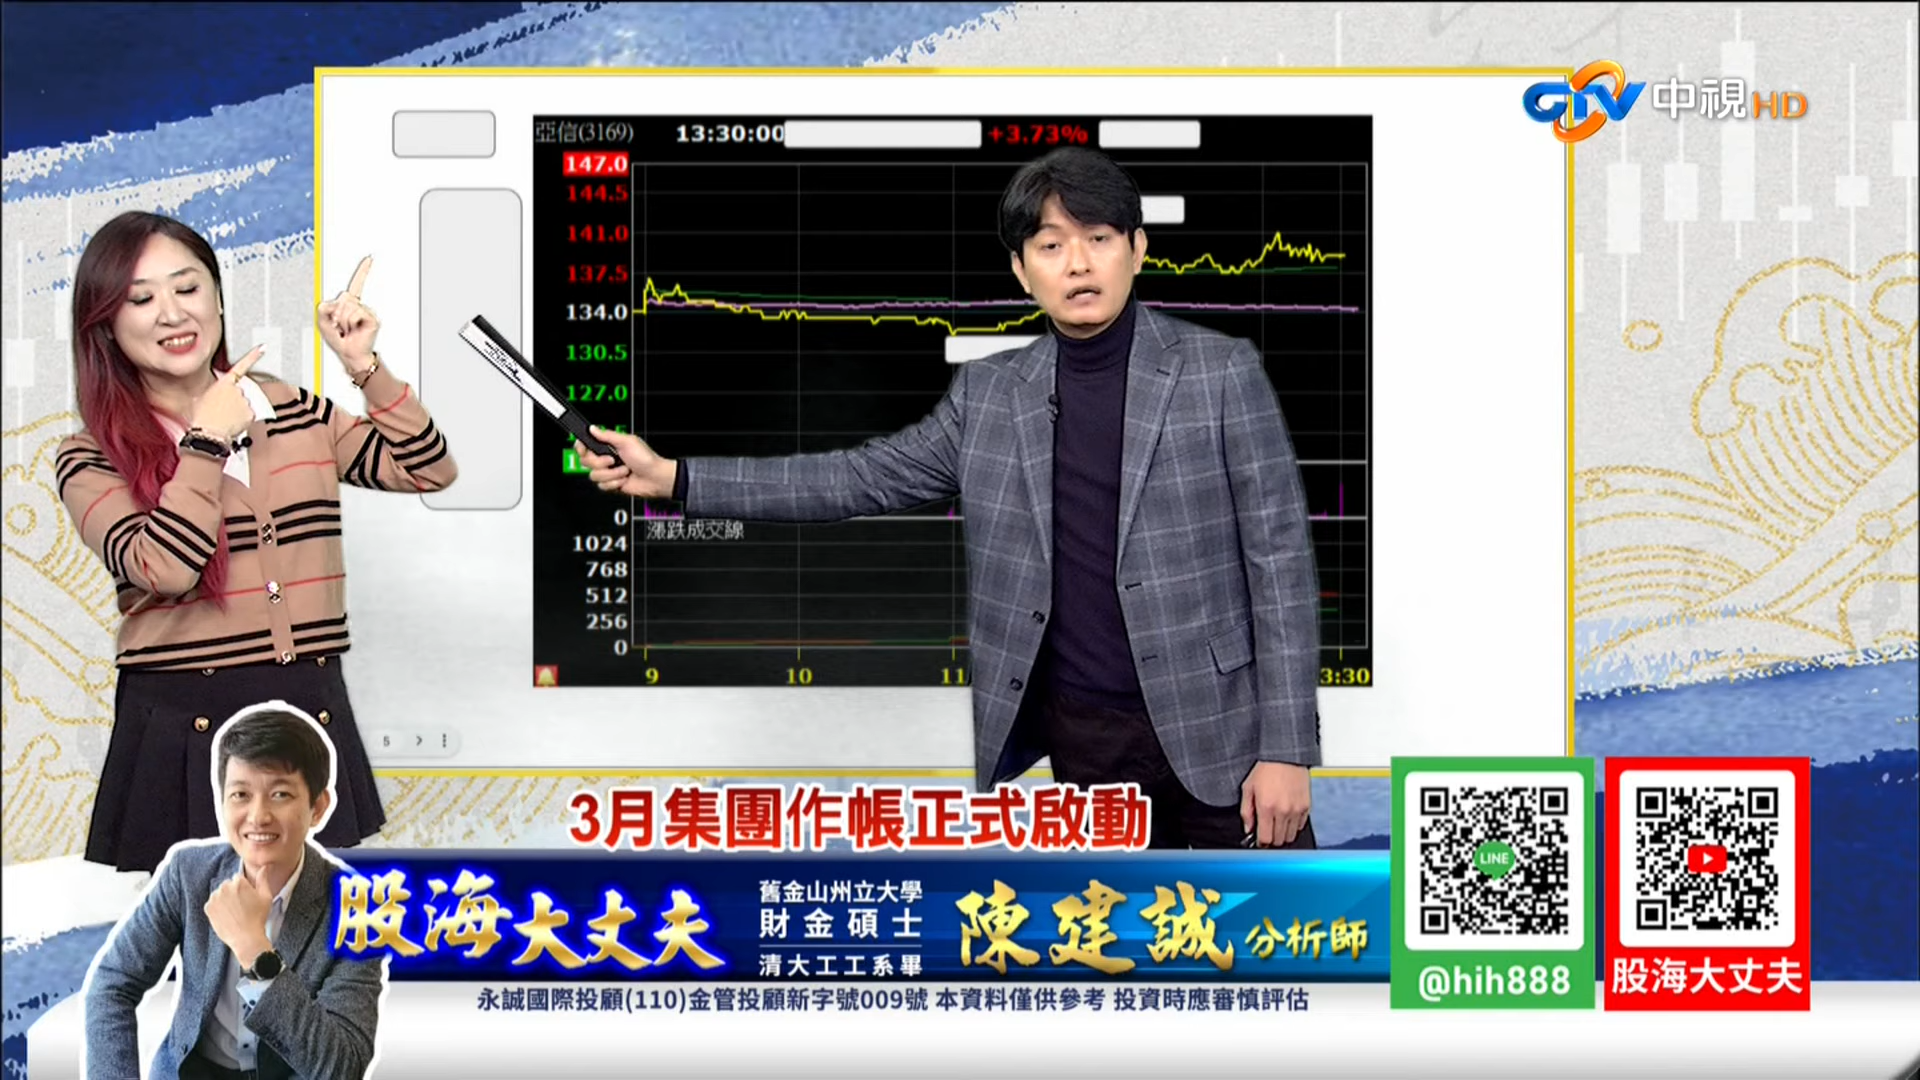 CTV 中視HD
亞信(3169) 13:30:00 +3.73%
147.0
144.5
141.0
137.5
134.0
130.5
127.0
0
漲跌成交線
1024
768
512
256
0
9 10 11 3:30
5
3月集團作帳正式啟動
股海大丈夫
舊金山州立大學
財金碩士
清大工工系畢
陳建誠 分析師
永誠國際投顧(110)金管投顧新字號009號 本資料僅供參考 投資時應審慎評估
LINE
@hih888
股海大丈夫